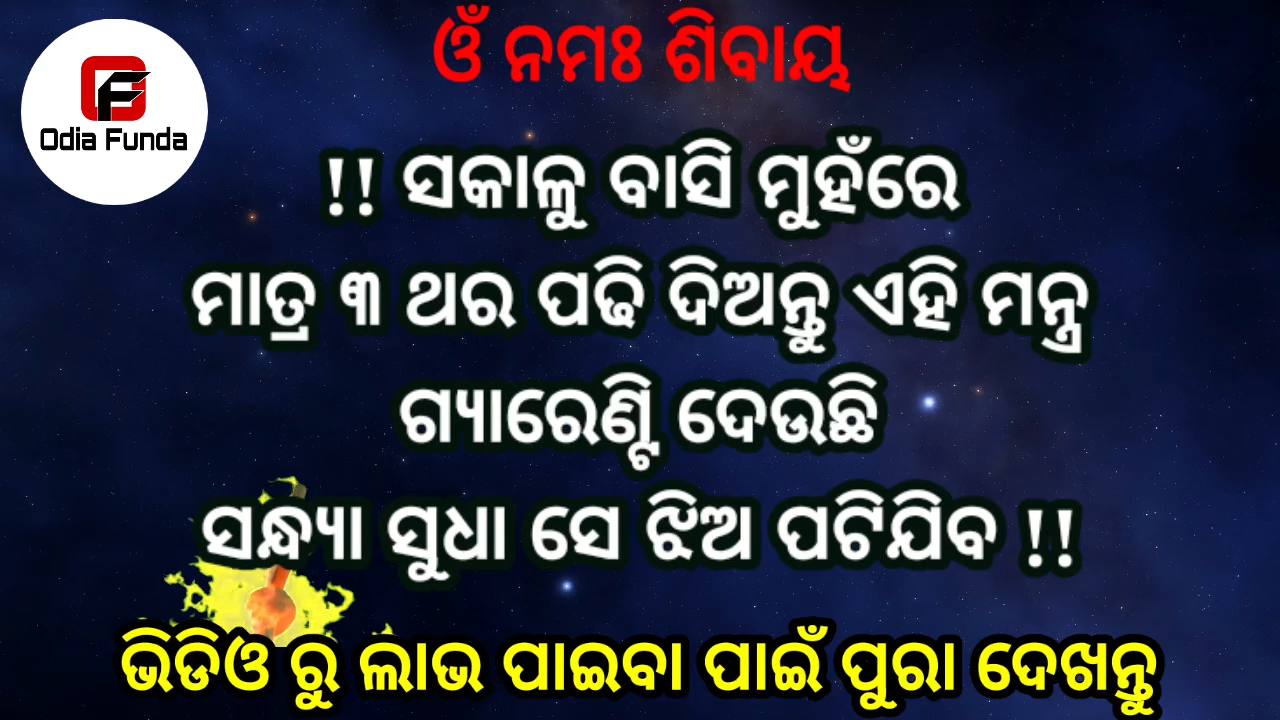 ଓଁ ନମଃ ଶିବାୟ
Odia Funda
!! ସକାଳୁ ବାସି ମୁହଁରେ
ମାତ୍ର ୩ ଥର ପଢି ଦିଅନ୍ତୁ ଏହି ମନ୍ତ୍ର
ଗ୍ୟାରେଣ୍ଟି ଦେଉଛି
ସନ୍ଧ୍ୟା ସୁଧା ସେ ଝିଅ ପଟିଯିବ !!
ଭିଡିଓ ରୁ ଲାଭ ପାଇବା ପାଇଁ ପୁରା ଦେଖନ୍ତୁ